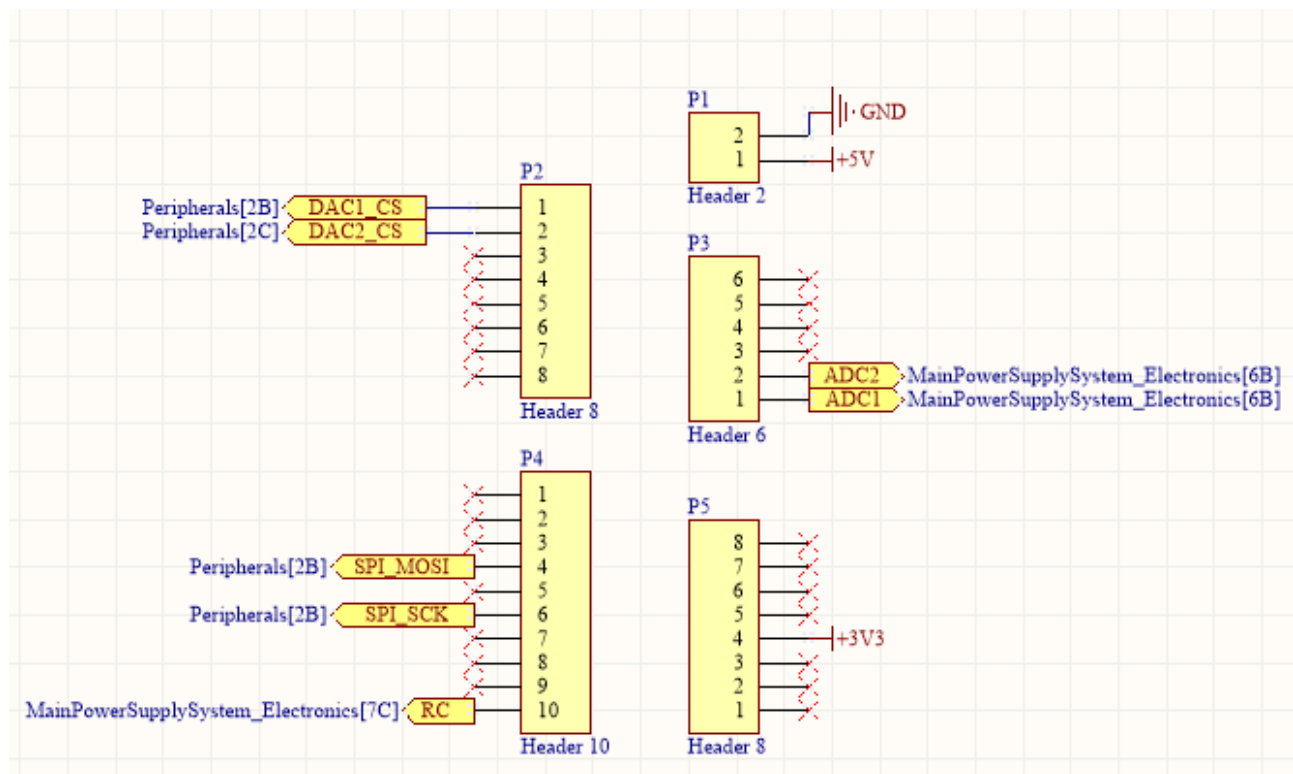 P1
2
GND
1
+5V
Header 2
P2
Peripherals[2B] DAC1_CS 1
Peripherals[2C] DAC2_CS 2
3
4
5
6
7
8
Header 8
P3
6
5
4
3
2 ADC2 MainPowerSupplySystem_Electronics[6B]
1 ADC1 MainPowerSupplySystem_Electronics[6B]
Header 6
P4
1
2
3
Peripherals[2B] SPI_MOSI 4
5
Peripherals[2B] SPI_SCK 6
7
8
9
MainPowerSupplySystem_Electronics[7C] RC 10
Header 10
P5
8
7
6
5
4 +3V3
3
2
1
Header 8